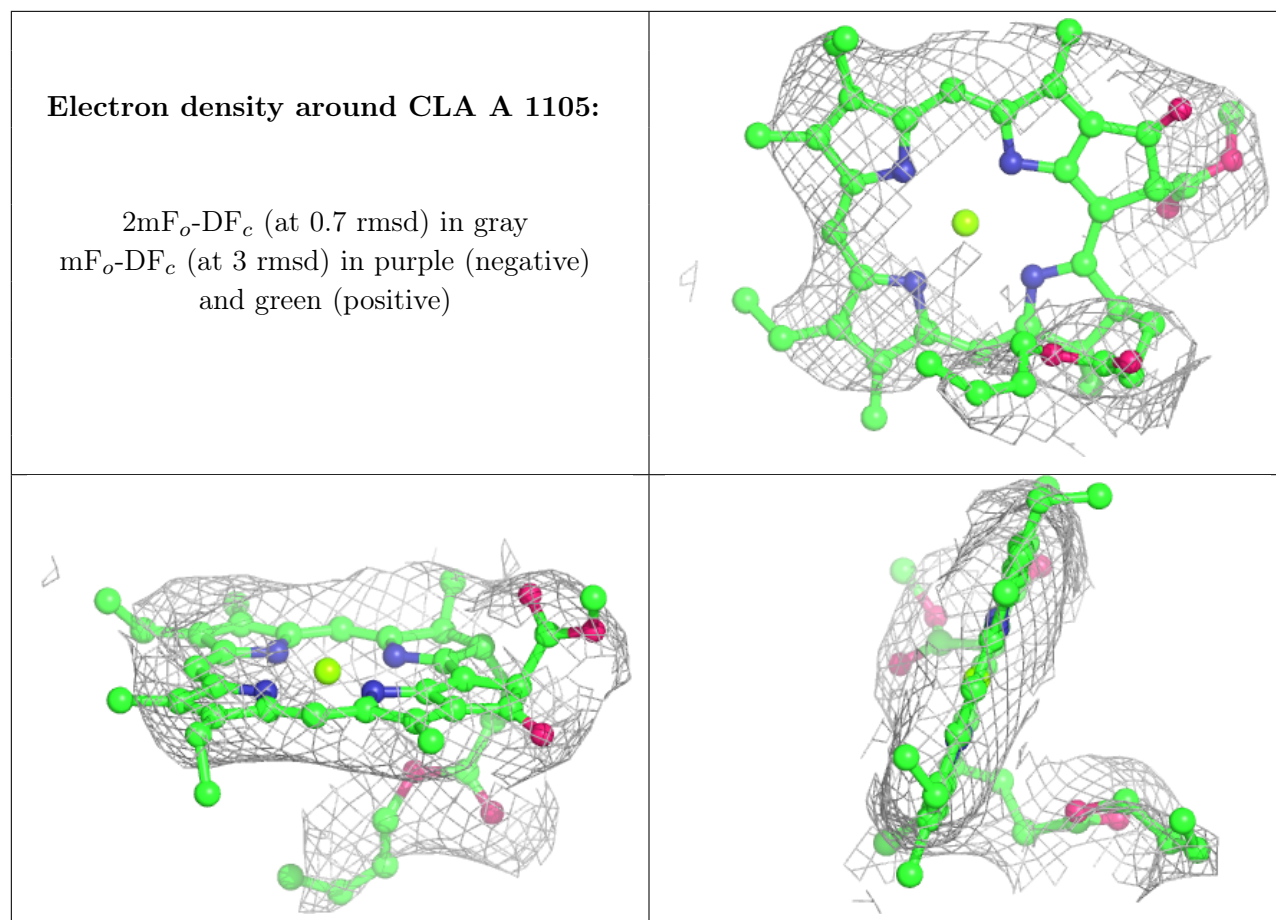 Electron density around CLA A 1105:
2mFₒ-DF𝒸 (at 0.7 rmsd) in gray
mFₒ-DF𝒸 (at 3 rmsd) in purple (negative)
and green (positive)